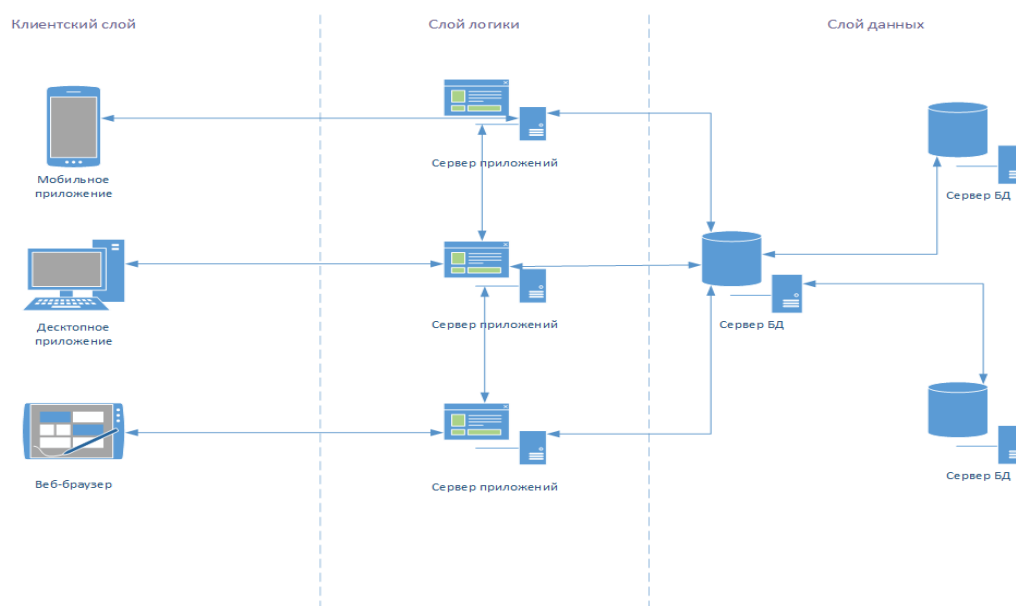 Клиентский слой
Слой логики
Слой данных
Мобильное
приложение
Сервер приложений
Сервер БД
Десктопное
приложение
Сервер приложений
Сервер БД
Веб-браузер
Сервер приложений
Сервер БД